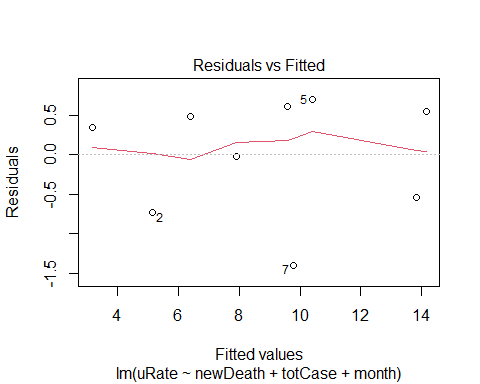 Residuals vs Fitted
Residuals
0.5
0.0
-0.5
-1.5
5
2
7
4 6 8 10 12 14
Fitted values
lm(uRate ~ newDeath + totCase + month)